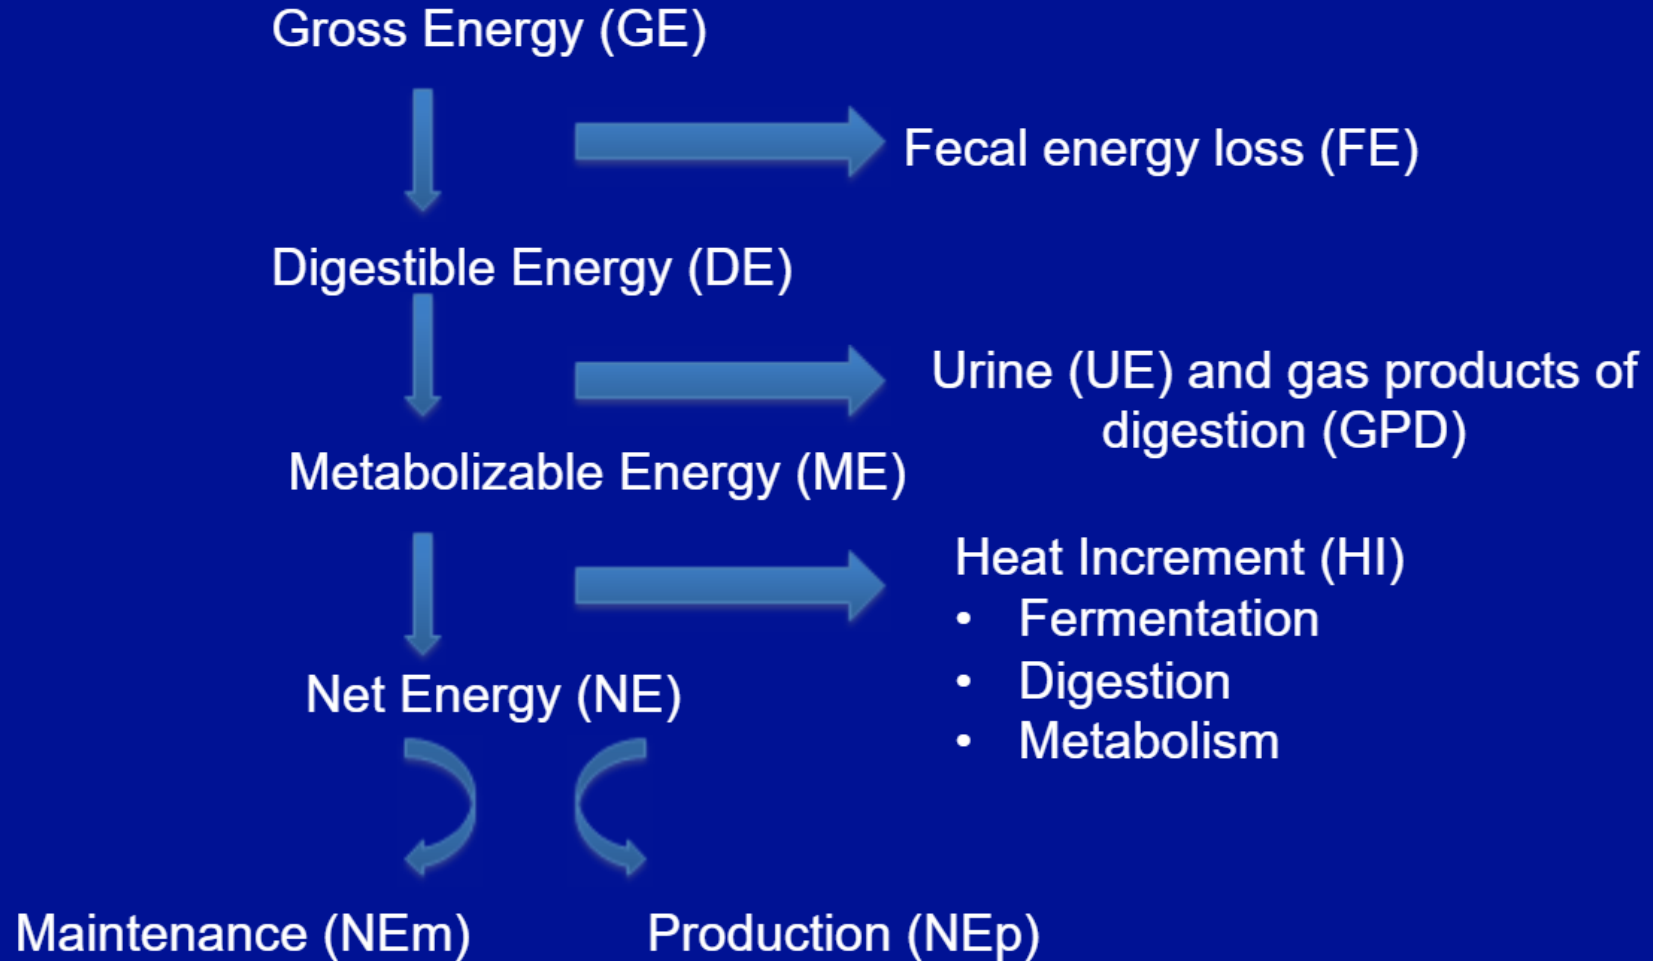 Gross Energy (GE)
Fecal energy loss (FE)
Digestible Energy (DE)
Urine (UE) and gas products of
digestion (GPD)
Metabolizable Energy (ME)
Heat Increment (HI)
• Fermentation
• Digestion
• Metabolism
Net Energy (NE)
Maintenance (NEm)
Production (NEp)